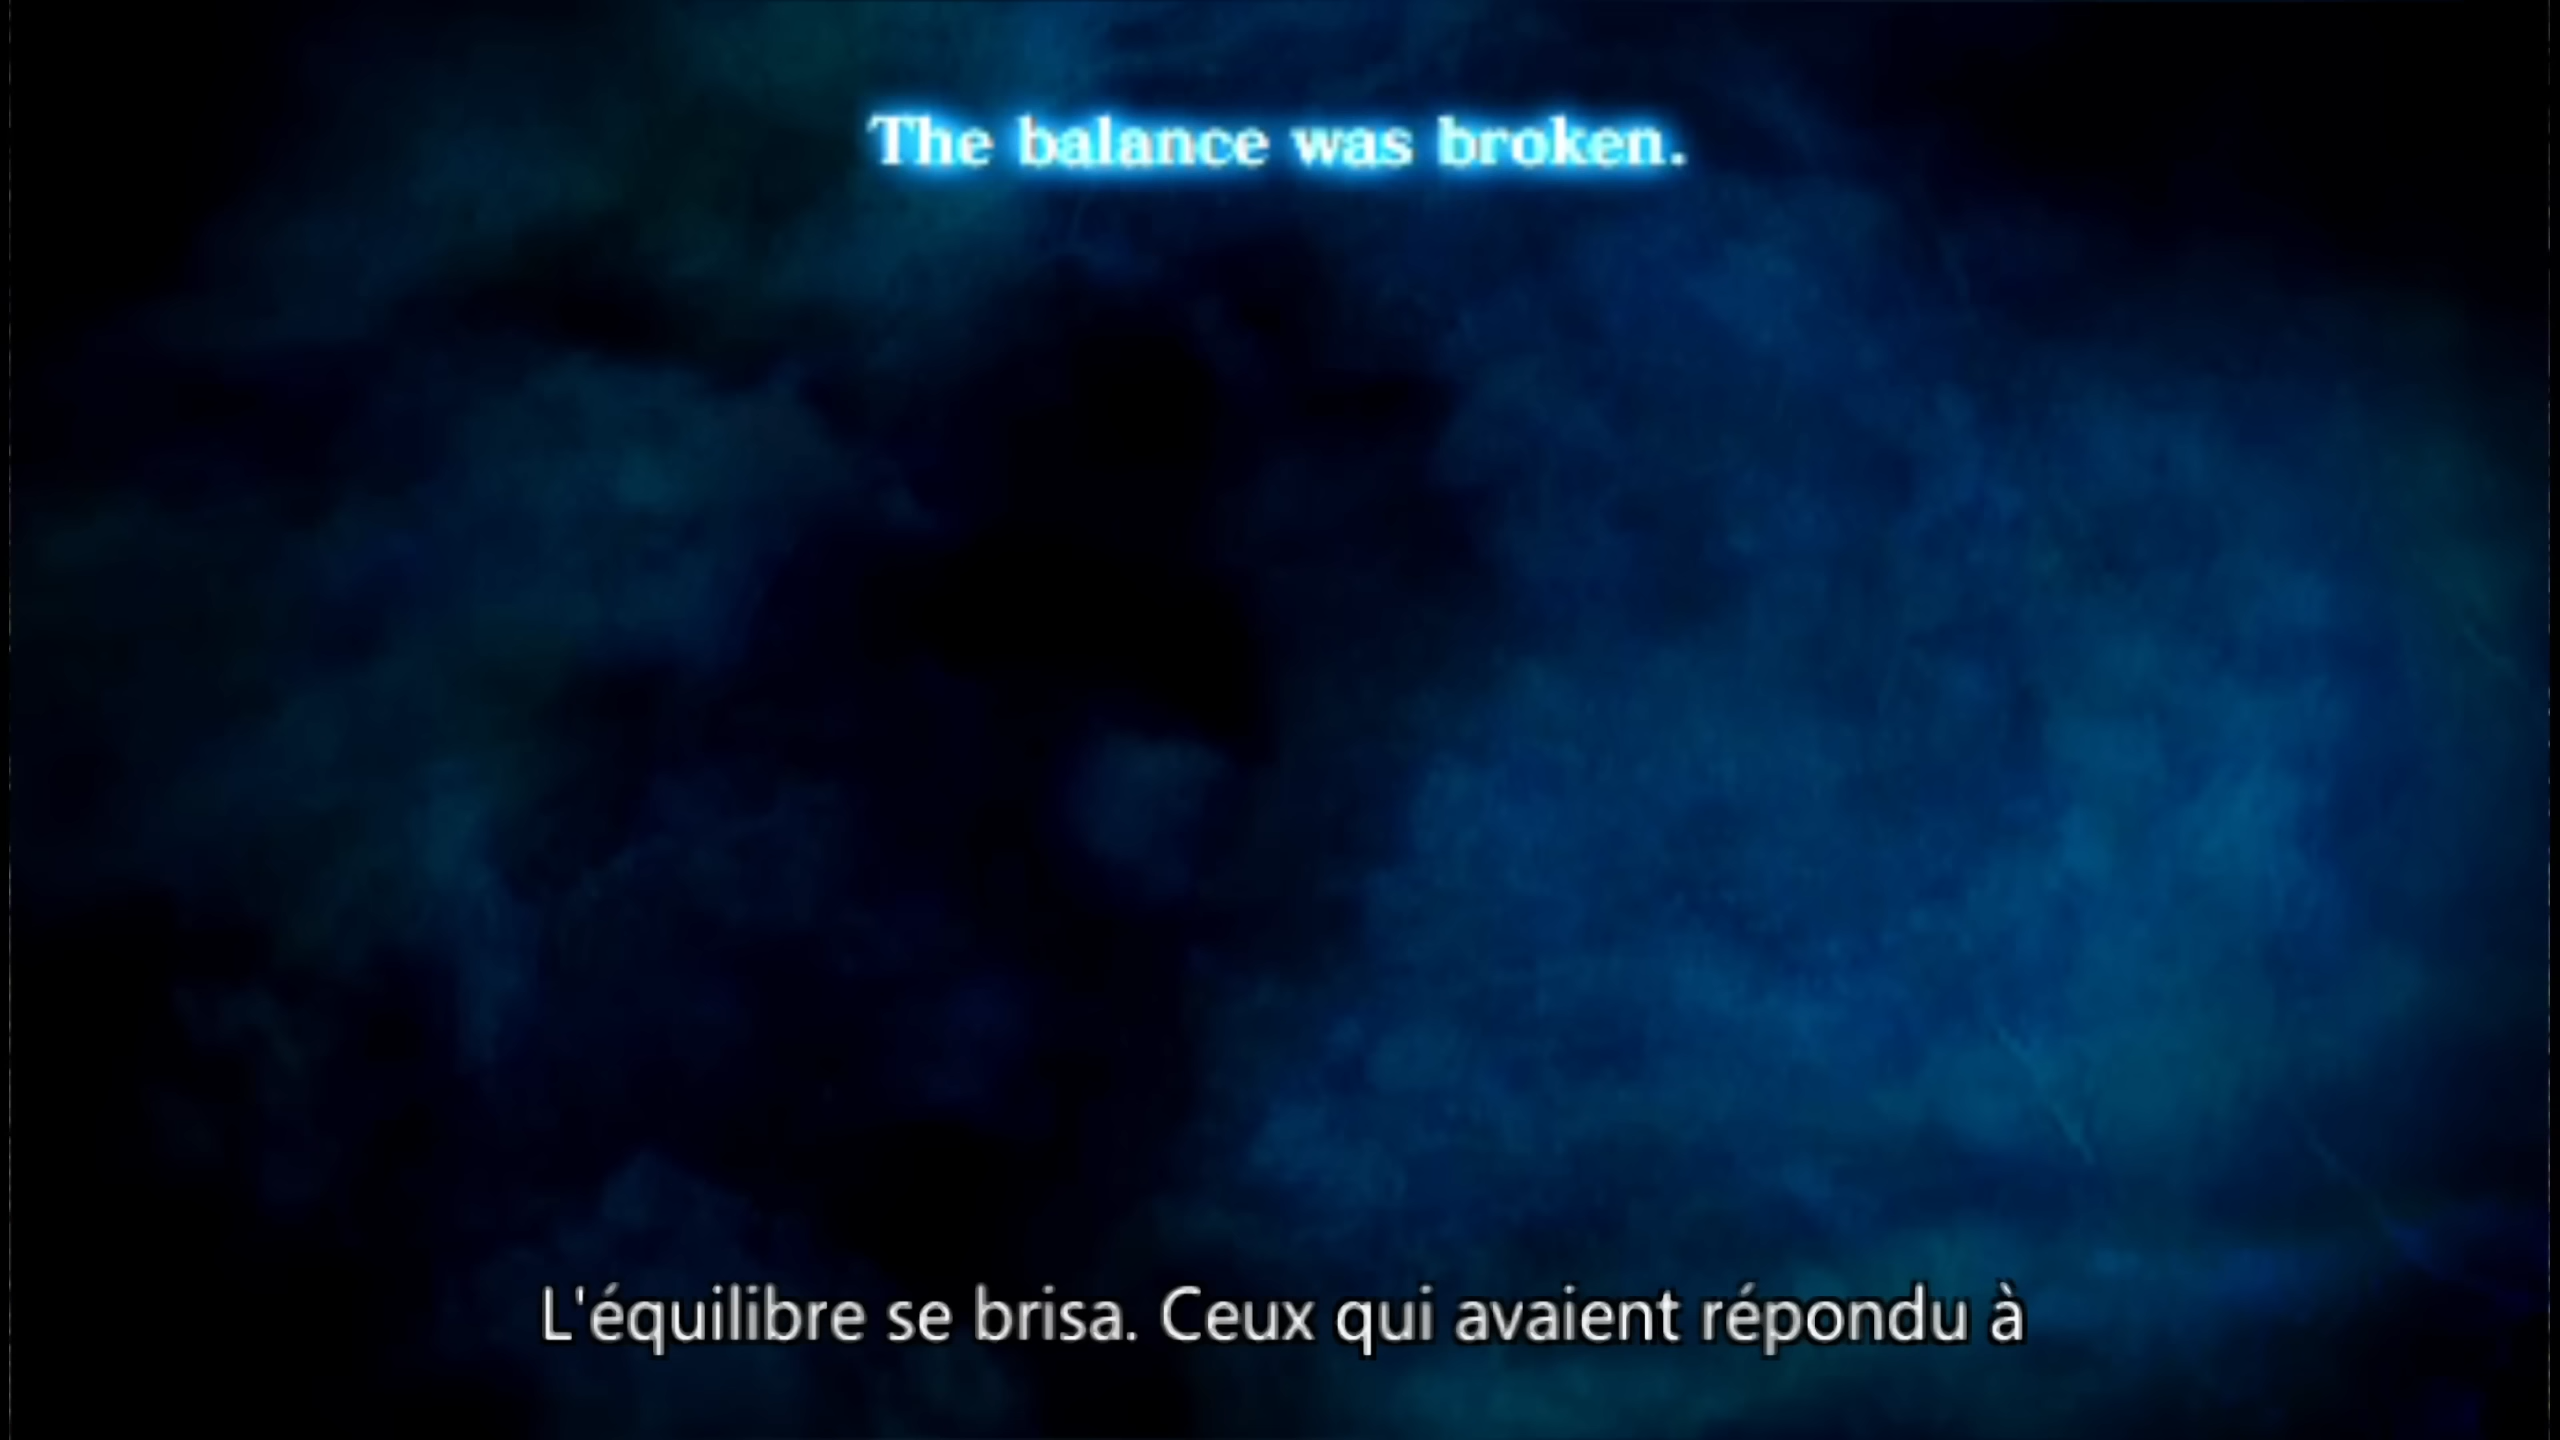 The balance was broken.
L'équilibre se brisa. Ceux qui avaient répondu à